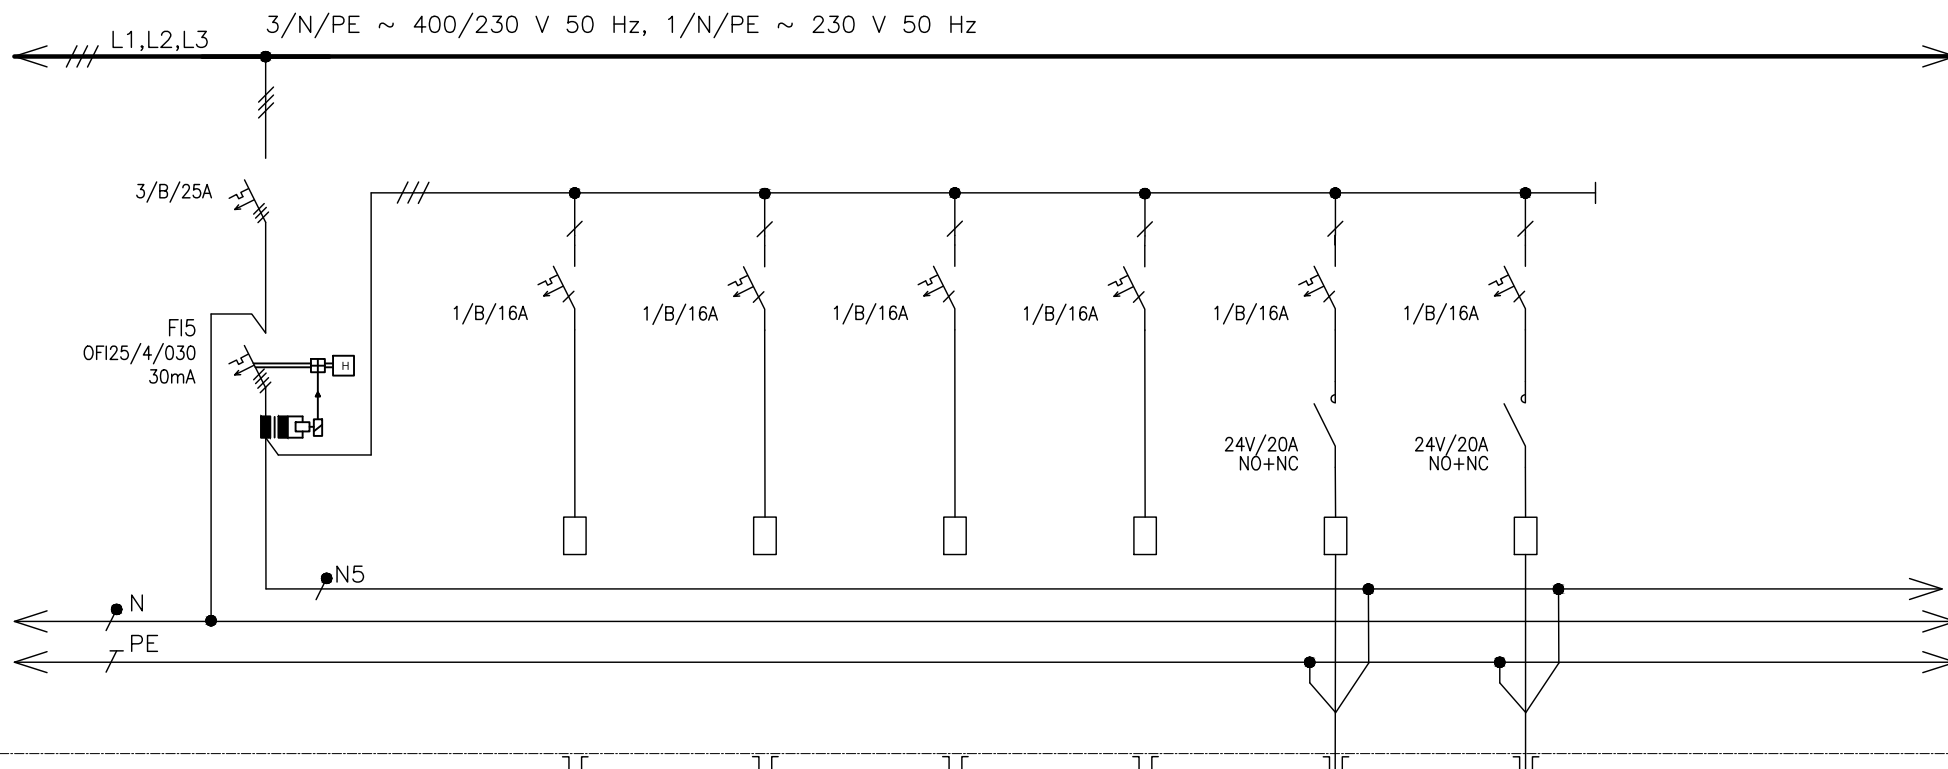 3/N/PE ~ 400/230 V 50 Hz, 1/N/PE ~ 230 V 50 Hz
L1,L2,L3
3/B/25A
FI5
OFI25/4/030
30mA
H
1/B/16A
1/B/16A
1/B/16A
1/B/16A
1/B/16A
1/B/16A
24V/20A
NO+NC
24V/20A
NO+NC
N5
N
PE